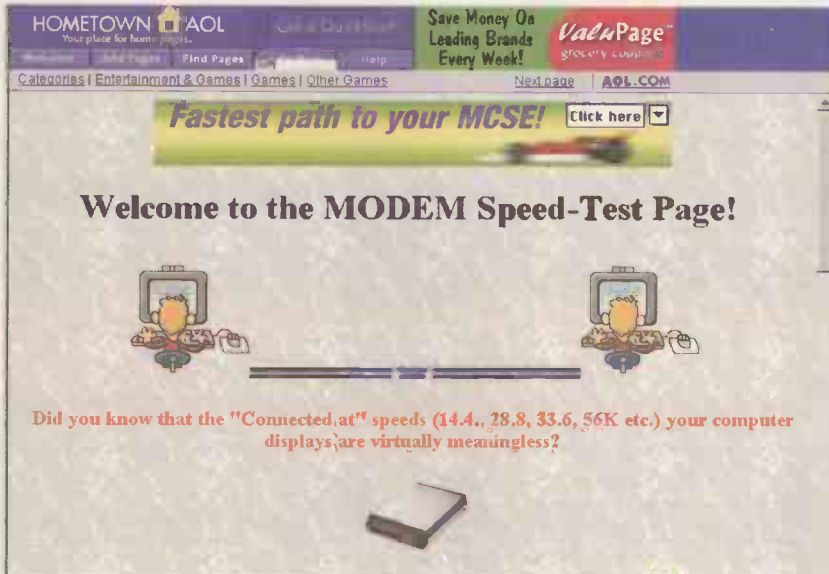 HOMETOWN AOL
Your place for home pages.
Find Pages
Help
Save Money On
Leading Brands
Every Week!
ValuPage
grocery coupons
Categories | Entertainment & Games | Games | Other Games
Next page | AOL.COM
Fastest path to your MCSE!
Click here
Welcome to the MODEM Speed-Test Page!
Did you know that the "Connected at" speeds (14.4., 28.8, 33.6, 56K etc.) your computer
displays are virtually meaningless?